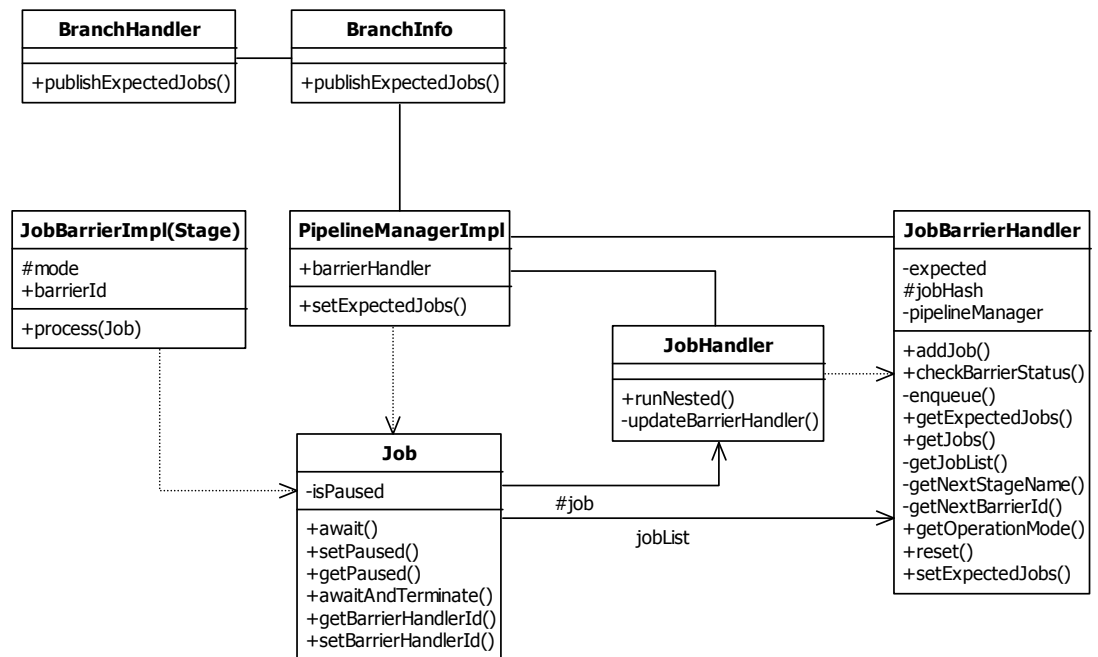 BranchHandler
+publishExpectedJobs()
BranchInfo
+publishExpectedJobs()
JobBarrierImpl(Stage)
#mode
+barrierId
+process(Job)
PipelineManagerImpl
+barrierHandler
+setExpectedJobs()
JobBarrierHandler
-expected
#jobHash
-pipelineManager
+addJob()
+checkBarrierStatus()
-enqueue()
+getExpectedJobs()
+getJobs()
-getJobList()
-getNextStageName()
-getNextBarrierId()
+getOperationMode()
+reset()
+setExpectedJobs()
JobHandler
+runNested()
-updateBarrierHandler()
Job
-isPaused
+await()
+setPaused()
+getPaused()
+awaitAndTerminate()
+getBarrierHandlerId()
+setBarrierHandlerId()
#job
jobList